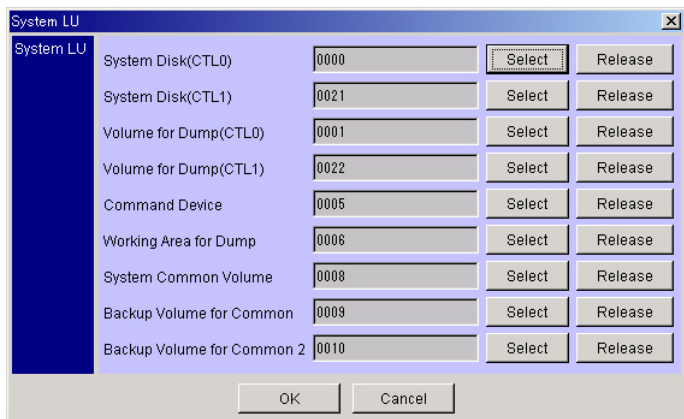 System LU
System LU
System Disk(CTL0) 0000 Select Release
System Disk(CTL1) 0021 Select Release
Volume for Dump(CTL0) 0001 Select Release
Volume for Dump(CTL1) 0022 Select Release
Command Device 0005 Select Release
Working Area for Dump 0006 Select Release
System Common Volume 0008 Select Release
Backup Volume for Common 0009 Select Release
Backup Volume for Common 2 0010 Select Release
OK Cancel